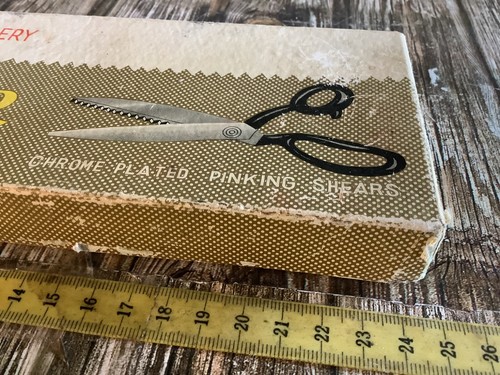 ERY
CHROME PLATED PINKING SHEARS
14 15 16 17 18 19 20 21 22 23 24 25 26